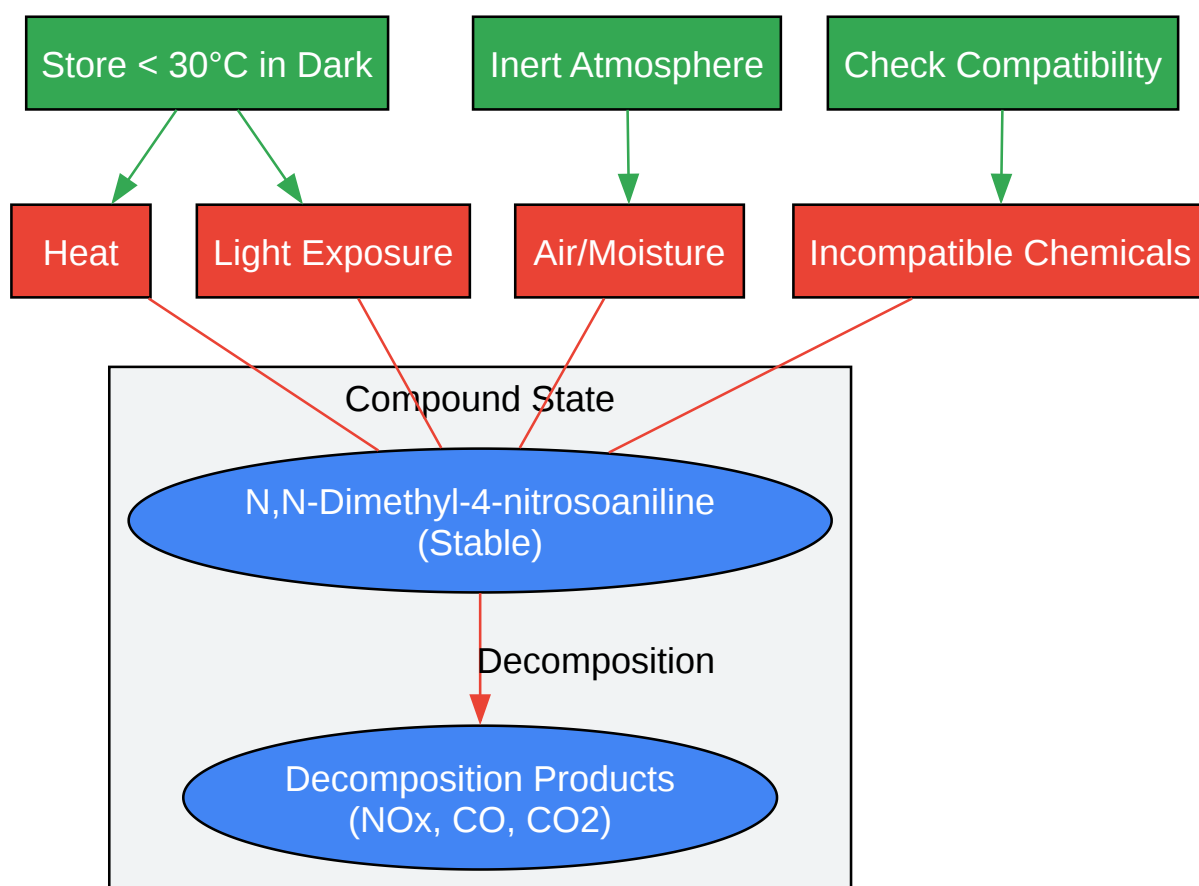 Store < 30°C in Dark
Inert Atmosphere
Check Compatibility
Heat
Light Exposure
Air/Moisture
Incompatible Chemicals
Compound State
N,N-Dimethyl-4-nitrosoaniline
(Stable)
Decomposition
Decomposition Products
(NOx, CO, CO2)